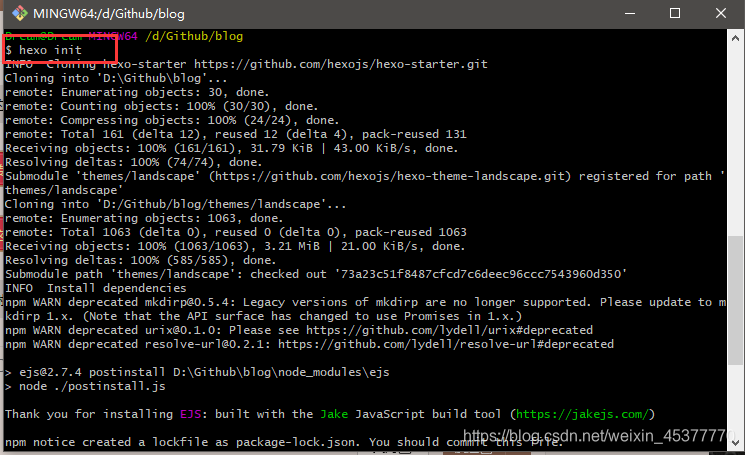 MINGW64:/d/Github/blog
Dream@Dream MINGW64 /d/Github/blog
$ hexo init
INFO  Cloning hexo-starter https://github.com/hexojs/hexo-starter.git
Cloning into 'D:\Github\blog'...
remote: Enumerating objects: 30, done.
remote: Counting objects: 100% (30/30), done.
remote: Compressing objects: 100% (24/24), done.
remote: Total 161 (delta 12), reused 12 (delta 4), pack-reused 131
Receiving objects: 100% (161/161), 31.79 KiB | 43.00 KiB/s, done.
Resolving deltas: 100% (74/74), done.
Submodule 'themes/landscape' (https://github.com/hexojs/hexo-theme-landscape.git) registered for path '
themes/landscape'
Cloning into 'D:/Github/blog/themes/landscape'...
remote: Enumerating objects: 1063, done.
remote: Total 1063 (delta 0), reused 0 (delta 0), pack-reused 1063
Receiving objects: 100% (1063/1063), 3.21 MiB | 21.00 KiB/s, done.
Resolving deltas: 100% (585/585), done.
Submodule path 'themes/landscape': checked out '73a23c51f8487cfcd7c6deec96ccc7543960d350'
INFO  Install dependencies
npm WARN deprecated mkdirp@0.5.4: Legacy versions of mkdirp are no longer supported. Please update to m
kdirp 1.x. (Note that the API surface has changed to use Promises in 1.x.)
npm WARN deprecated urix@0.1.0: Please see https://github.com/lydell/urix#deprecated
npm WARN deprecated resolve-url@0.2.1: https://github.com/lydell/resolve-url#deprecated
> ejs@2.7.4 postinstall D:\Github\blog\node_modules\ejs
> node ./postinstall.js
Thank you for installing EJS: built with the Jake JavaScript build tool (https://jakejs.com/)
npm notice created a lockfile as package-lock.json. You should commit this file.
https://blog.csdn.net/weixin_45377770